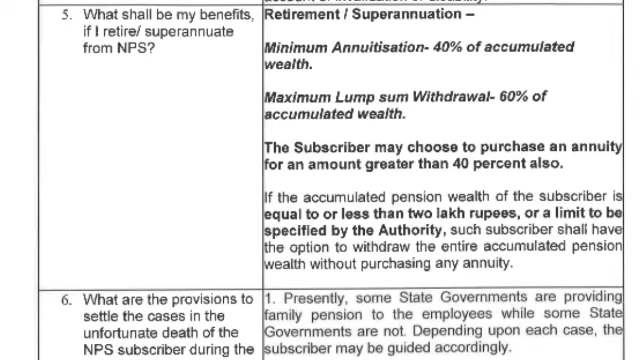 5. What shall be my benefits,
if I retire/ superannuate
from NPS?
Retirement / Superannuation –
Minimum Annuitisation- 40% of accumulated
wealth.
Maximum Lump sum Withdrawal- 60% of
accumulated wealth.
The Subscriber may choose to purchase an annuity
for an amount greater than 40 percent also.
If the accumulated pension wealth of the subscriber is
equal to or less than two lakh rupees, or a limit to be
specified by the Authority, such subscriber shall have
the option to withdraw the entire accumulated pension
wealth without purchasing any annuity.
6. What are the provisions to
settle the cases in the
unfortunate death of the
NPS subscriber during the
1. Presently, some State Governments are providing
family pension to the employees while some State
Governments are not. Depending upon each case, the
subscriber may be guided accordingly.